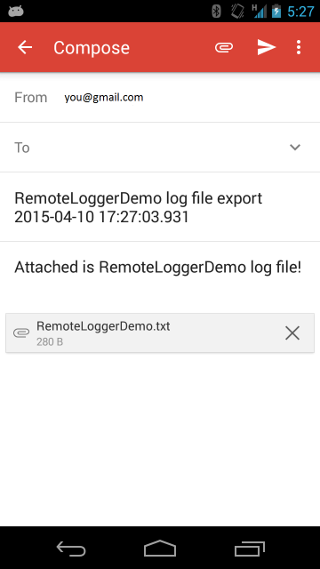 H 5:27
Compose
From you@gmail.com
To
RemoteLoggerDemo log file export
2015-04-10 17:27:03.931
Attached is RemoteLoggerDemo log file!
RemoteLoggerDemo.txt
280 B